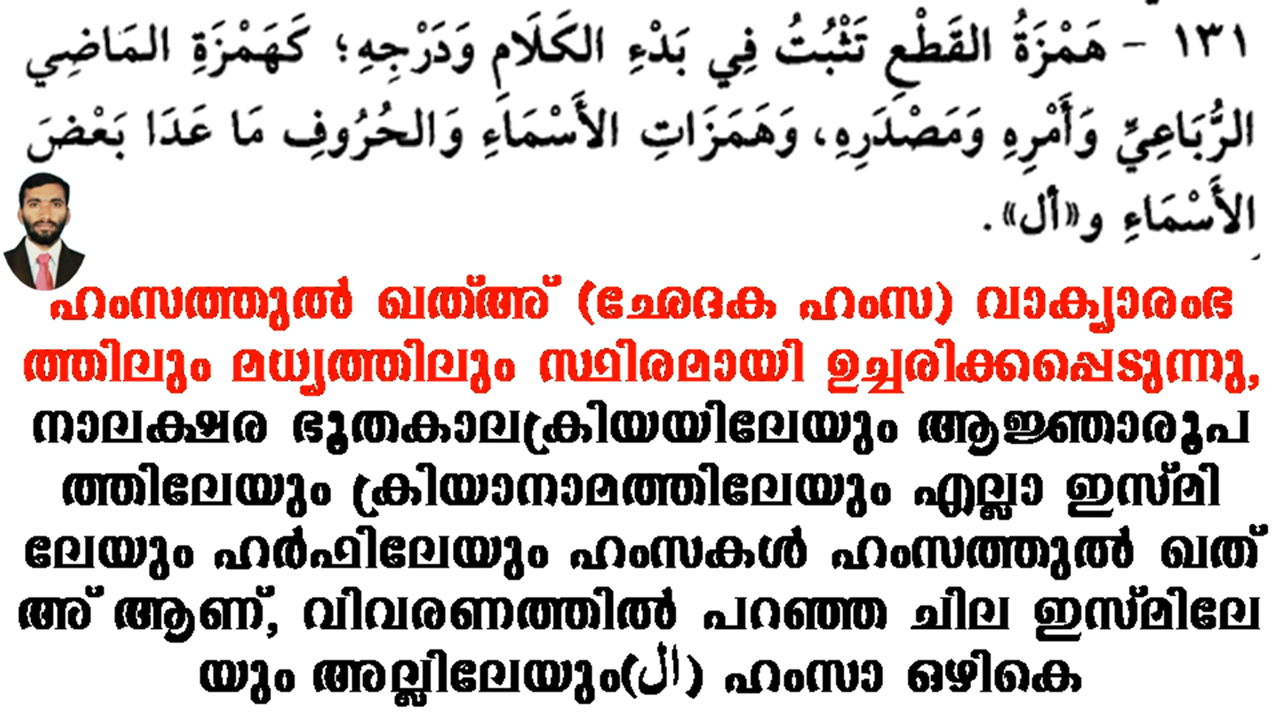 ١٣١ - هَمْزَةُ القَطْعِ تَثْبُتُ فِي بَدْءِ الكَلَامِ وَدَرْجِهِ؛ كَهَمْزَةِ المَاضِي
الرُّبَاعِيِّ وَأَمْرِهِ وَمَصْدَرِهِ، وَهَمَزَاتِ الأَسْمَاءِ وَالحُرُوفِ مَا عَدَا بَعْضَ
الأَسْمَاءِ و«أل».
ഹംസത്തുൽ ഖത്അ് (ഛേദക ഹംസ) വാക്യാരംഭ
ത്തിലും മധ്യത്തിലും സ്ഥിരമായി ഉച്ചരിക്കപ്പെടുന്നു,
നാലക്ഷര ഭൂതകാലക്രിയയിലേയും ആജ്ഞാരൂപ
ത്തിലേയും ക്രിയാനാമത്തിലേയും എല്ലാ ഇസ്മി
ലേയും ഹർഫിലേയും ഹംസകൾ ഹംസത്തുൽ ഖത്
അ് ആണ്, വിവരണത്തിൽ പറഞ്ഞ ചില ഇസ്മിലേ
യും അല്ലിലേയും(ال) ഹംസാ ഒഴികെ